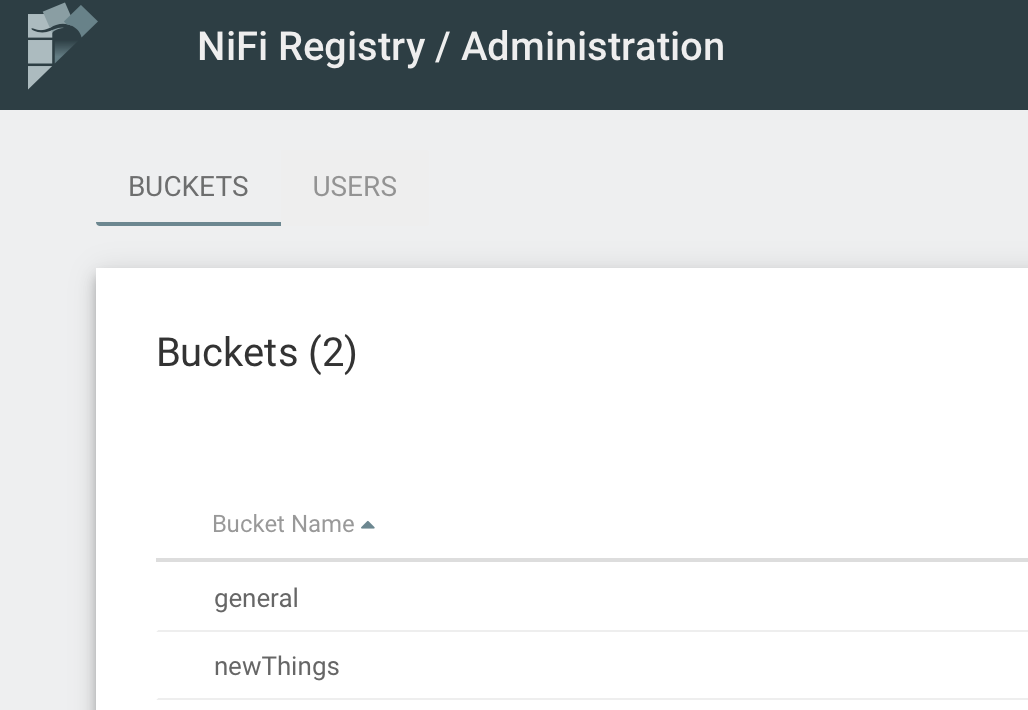 NiFi Registry / Administration
BUCKETS USERS
Buckets (2)
Bucket Name
general
newThings